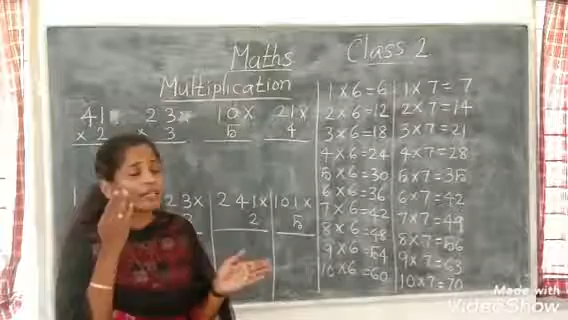 Maths Class 2
Multiplication
41 23× 10× 21×
× 2 × 3 5 4
23× 241× 101×
2 5
1 × 6 = 6
2 × 6 = 12
3 × 6 = 18
4 × 6 = 24
5 × 6 = 30
6 × 6 = 36
7 × 6 = 42
8 × 6 = 48
9 × 6 = 54
10 × 6 = 60
1 × 7 = 7
2 × 7 = 14
3 × 7 = 21
4 × 7 = 28
5 × 7 = 35
6 × 7 = 42
7 × 7 = 49
8 × 7 = 56
9 × 7 = 63
10 × 7 = 70
Made with
VideoShow